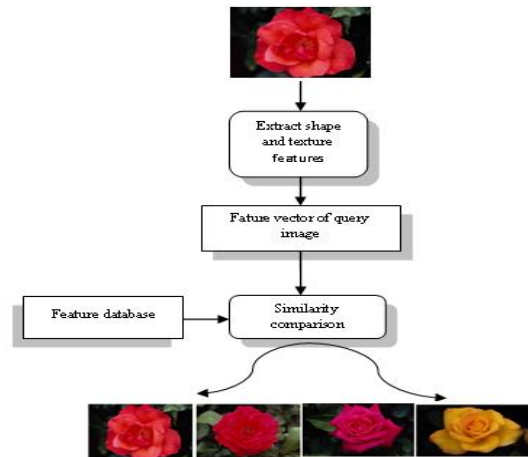 Extract shape
and texture
features
Fature vector of query
image
Feature database
Similarity
comparison